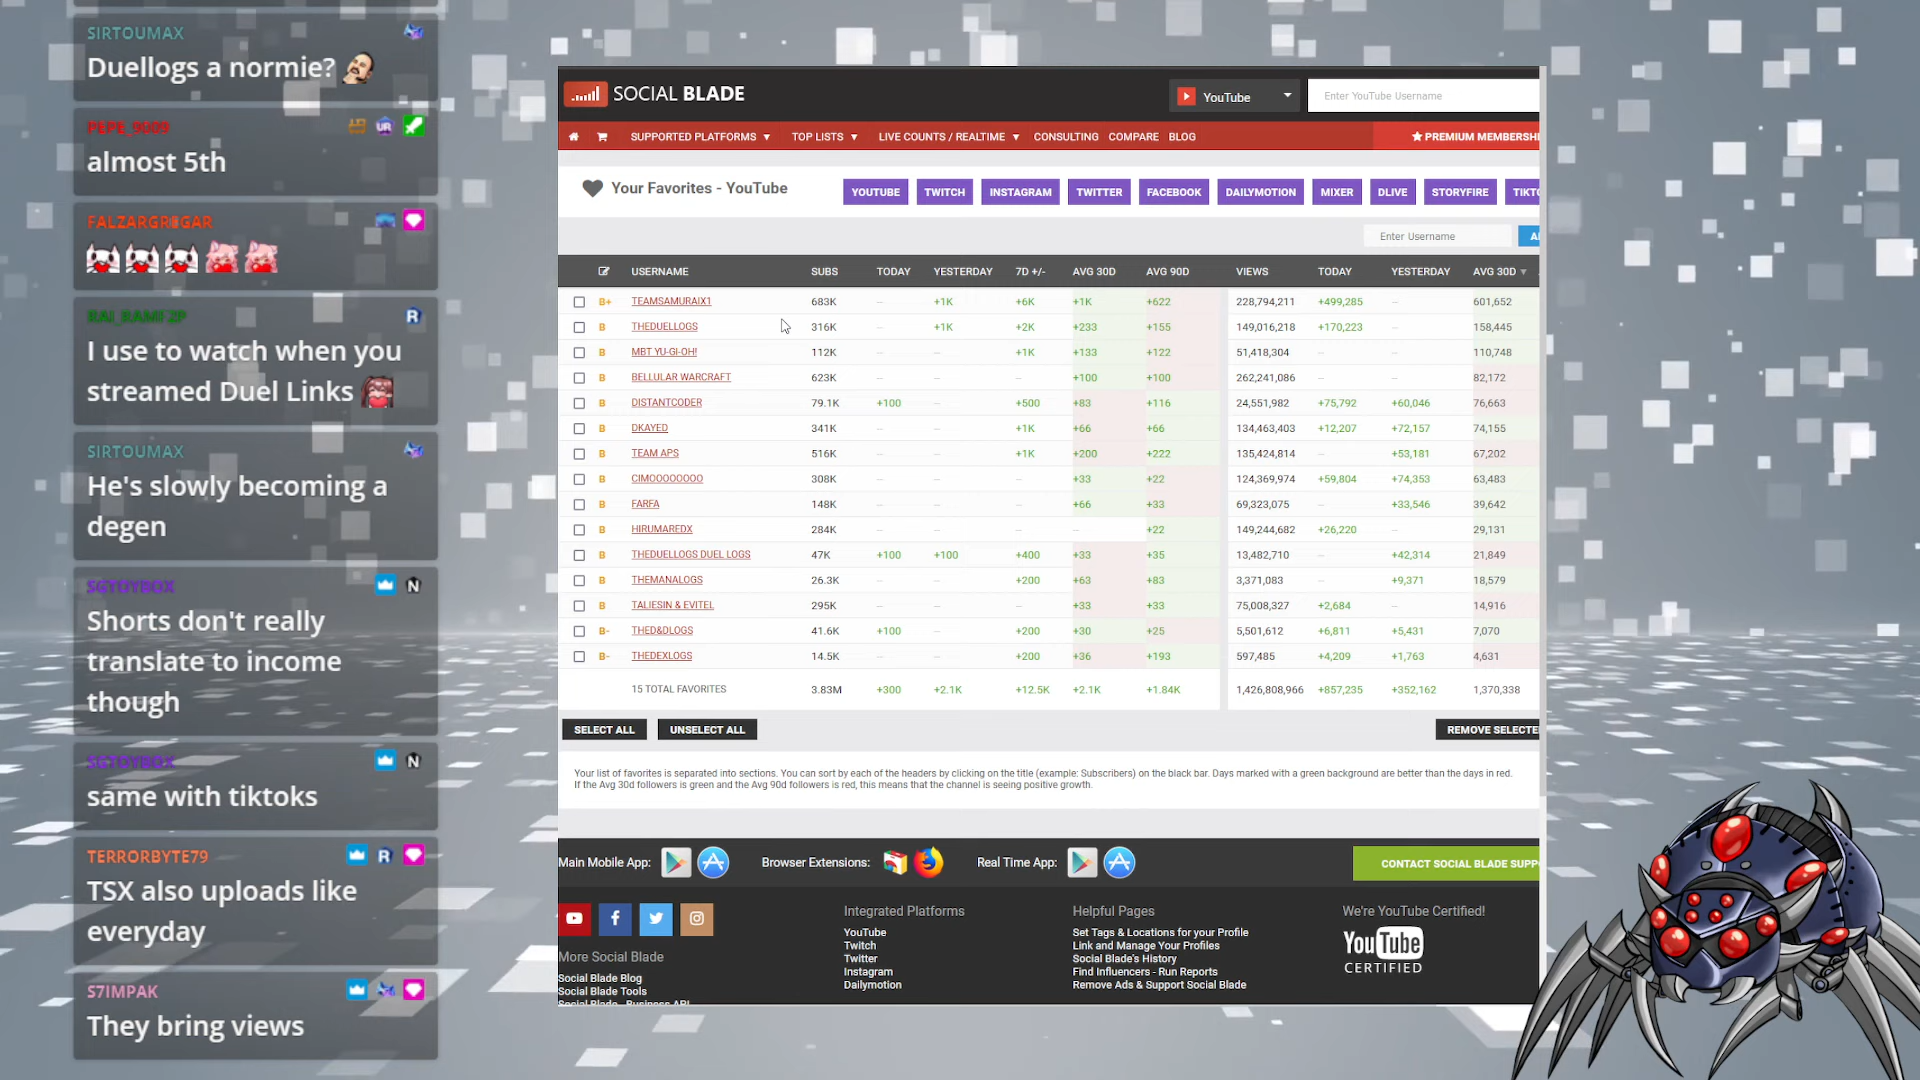 SIRTOUMAX
Duellogs a normie?
PEPE_9009
UR
almost 5th
FALZARGREGAR
R
I use to watch when you
streamed Duel Links
SIRTOUMAX
He's slowly becoming a
degen
SGTOYBOX N
Shorts don't really
translate to income
though
SGTOYBOX N
same with tiktoks
TERRORBYTE79 R
TSX also uploads like
everyday
S7IMPAK
They bring views
SOCIAL BLADE
YouTube
Enter YouTube Username
SUPPORTED PLATFORMS TOP LISTS LIVE COUNTS / REALTIME CONSULTING COMPARE BLOG PREMIUM MEMBERSHI
Your Favorites - YouTube
YOUTUBE TWITCH INSTAGRAM TWITTER FACEBOOK DAILYMOTION MIXER DLIVE STORYFIRE TIKTO
Enter Username
USERNAME SUBS TODAY YESTERDAY 7D +/- AVG 30D AVG 90D VIEWS TODAY YESTERDAY AVG 30D
B+ TEAMSAMURAIX1 683K -- +1K +6K +1K +622 228,794,211 +499,285 -- 601,652
B THEDUELLOGS 316K -- +1K +2K +233 +155 149,016,218 +170,223 -- 158,445
B MBT YU-GI-OH! 112K -- -- +1K +133 +122 51,418,304 -- -- 110,748
B BELLULAR WARCRAFT 623K -- -- -- +100 +100 262,241,086 -- -- 82,172
B DISTANTCODER 79.1K +100 -- +500 +83 +116 24,551,982 +75,792 +60,046 76,663
B DKAYED 341K -- -- +1K +66 +66 134,463,403 +12,207 +72,157 74,155
B TEAM APS 516K -- -- +1K +200 +222 135,424,814 -- +53,181 67,202
B CIMOOOOOOOO 308K -- -- -- +33 +22 124,369,974 +59,804 +74,353 63,483
B FARFA 148K -- -- -- +66 +33 69,323,075 -- +33,546 39,642
B HIRUMAREDX 284K -- -- -- -- +22 149,244,682 +26,220 -- 29,131
B THEDUELLOGS DUEL LOGS 47K +100 +100 +400 +33 +35 13,482,710 -- +42,314 21,849
B THEMANALOGS 26.3K -- -- +200 +63 +83 3,371,083 -- +9,371 18,579
B TALIESIN & EVITEL 295K -- -- -- +33 +33 75,008,327 +2,684 -- 14,916
B- THED&DLOGS 41.6K +100 -- +200 +30 +25 5,501,612 +6,811 +5,431 7,070
B- THEDEXLOGS 14.5K -- -- +200 +36 +193 597,485 +4,209 +1,763 4,631
15 TOTAL FAVORITES 3.83M +300 +2.1K +12.5K +2.1K +1.84K 1,426,808,966 +857,235 +352,162 1,370,338
SELECT ALL UNSELECT ALL REMOVE SELECTE
Your list of favorites is separated into sections. You can sort by each of the headers by clicking on the title (example: Subscribers) on the black bar. Days marked with a green background are better than the days in red.
If the Avg 30d followers is green and the Avg 90d followers is red, this means that the channel is seeing positive growth.
Main Mobile App: Browser Extensions: Real Time App: CONTACT SOCIAL BLADE SUPP
More Social Blade
Social Blade Blog
Social Blade Tools
Social Blade - Business API
Integrated Platforms
YouTube
Twitch
Twitter
Instagram
Dailymotion
Helpful Pages
Set Tags & Locations for your Profile
Link and Manage Your Profiles
Social Blade's History
Find Influencers - Run Reports
Remove Ads & Support Social Blade
We're YouTube Certified!
YouTube
CERTIFIED